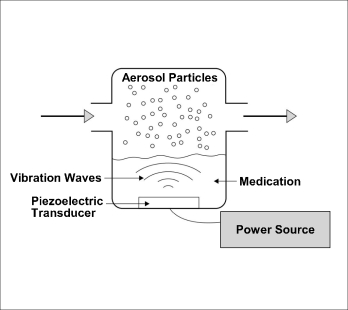 Aerosol Particles
Vibration Waves
Medication
Piezoelectric
Transducer
Power Source